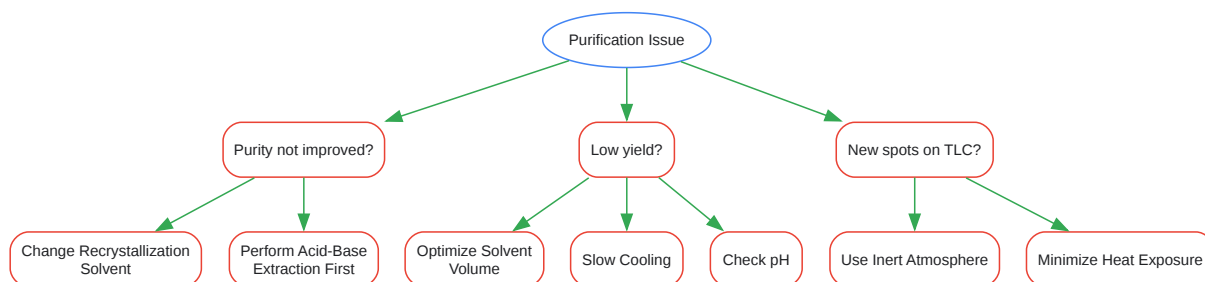 Purification Issue
Purity not improved?
Low yield?
New spots on TLC?
Change Recrystallization
Solvent
Perform Acid-Base
Extraction First
Optimize Solvent
Volume
Slow Cooling
Check pH
Use Inert Atmosphere
Minimize Heat Exposure